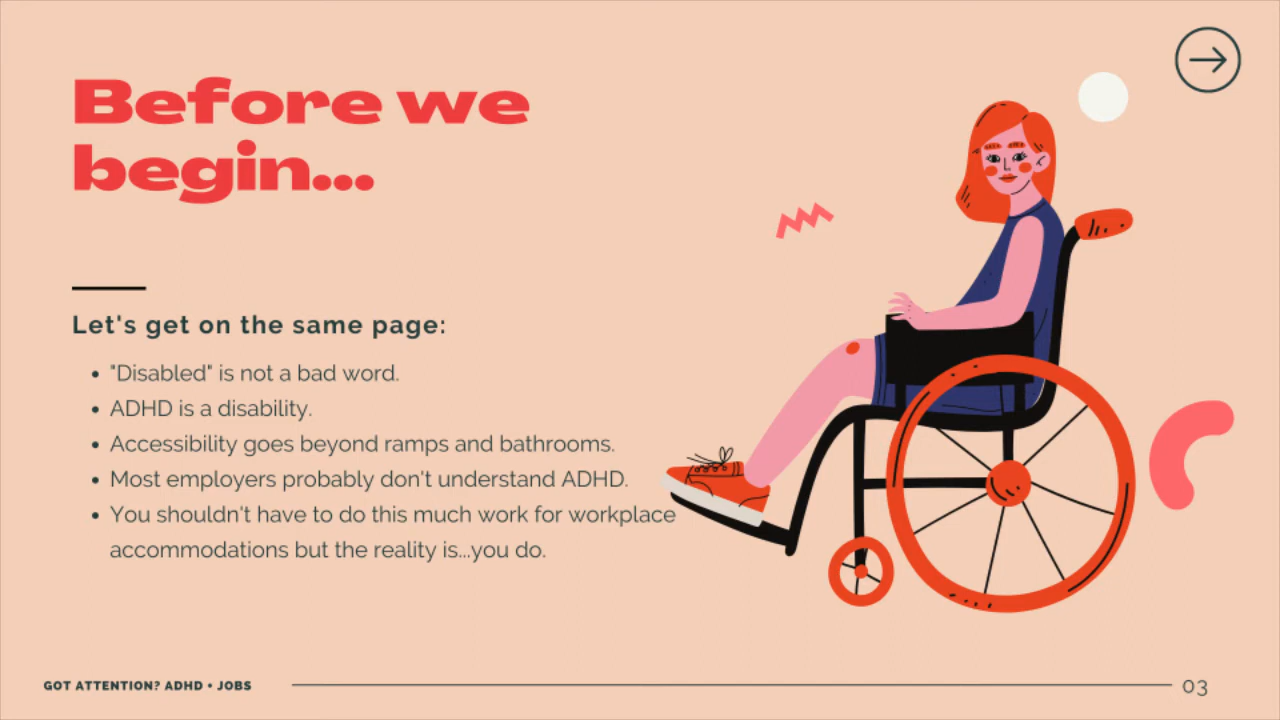 Before we
begin...
Let's get on the same page:
• "Disabled" is not a bad word.
• ADHD is a disability.
• Accessibility goes beyond ramps and bathrooms.
• Most employers probably don't understand ADHD.
• You shouldn't have to do this much work for workplace
accommodations but the reality is...you do.
GOT ATTENTION? ADHD • JOBS
03